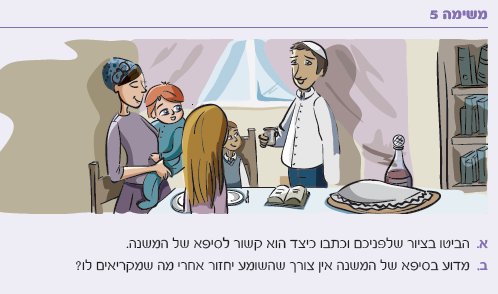 משימה 5
א. הביטו בציור שלפניכם וכתבו כיצד הוא קשור לסיפא של המשנה.
ב. מדוע בסיפא של המשנה אין צורך שהשומע יחזור אחרי מה שמקריאים לו?